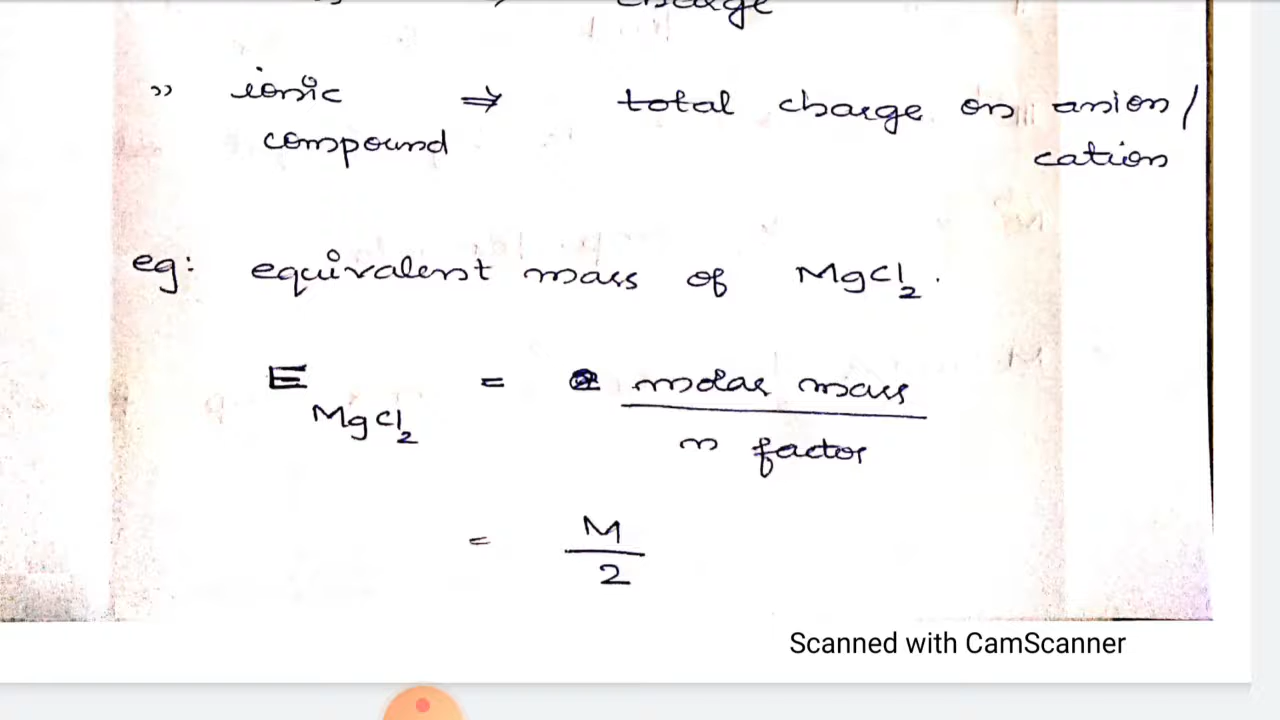 charge
" ionic ⇒ total charge on anion/
compound cation
eg: equivalent mass of MgCl₂.
E MgCl₂ = molar mass
n factor
= M
2
Scanned with CamScanner